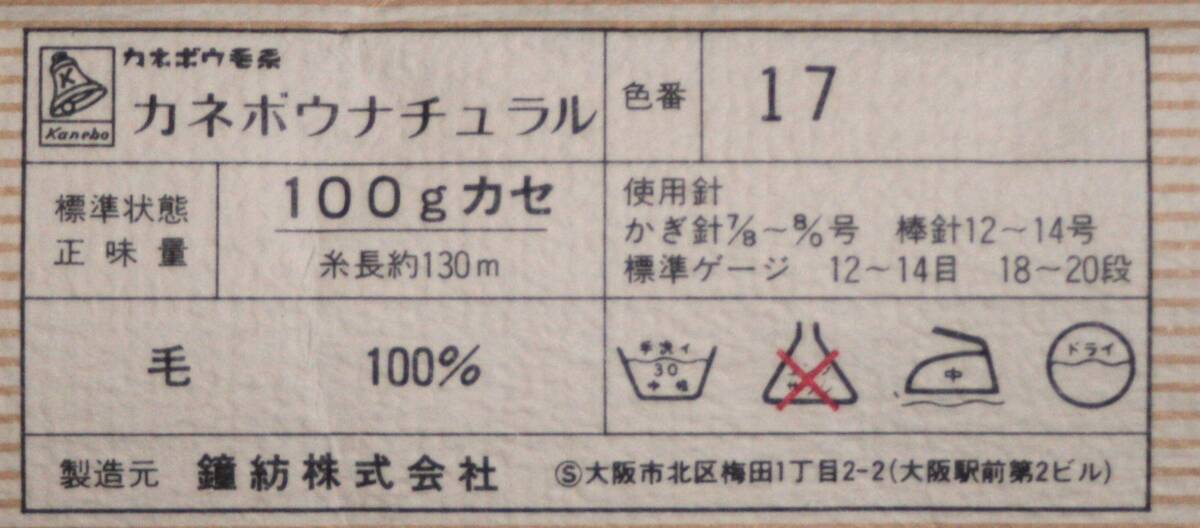 カネボウ毛糸
K
Kanebo
カネボウナチュラル
色番
17
標準状態
正味量
100gカセ
糸長約130m
使用針
かぎ針7/8〜8/0号 棒針12〜14号
標準ゲージ 12〜14目 18〜20段
毛 100%
手洗イ
30
中性
中
ドライ
製造元 鐘紡株式会社 Ⓢ大阪市北区梅田1丁目2-2(大阪駅前第2ビル)